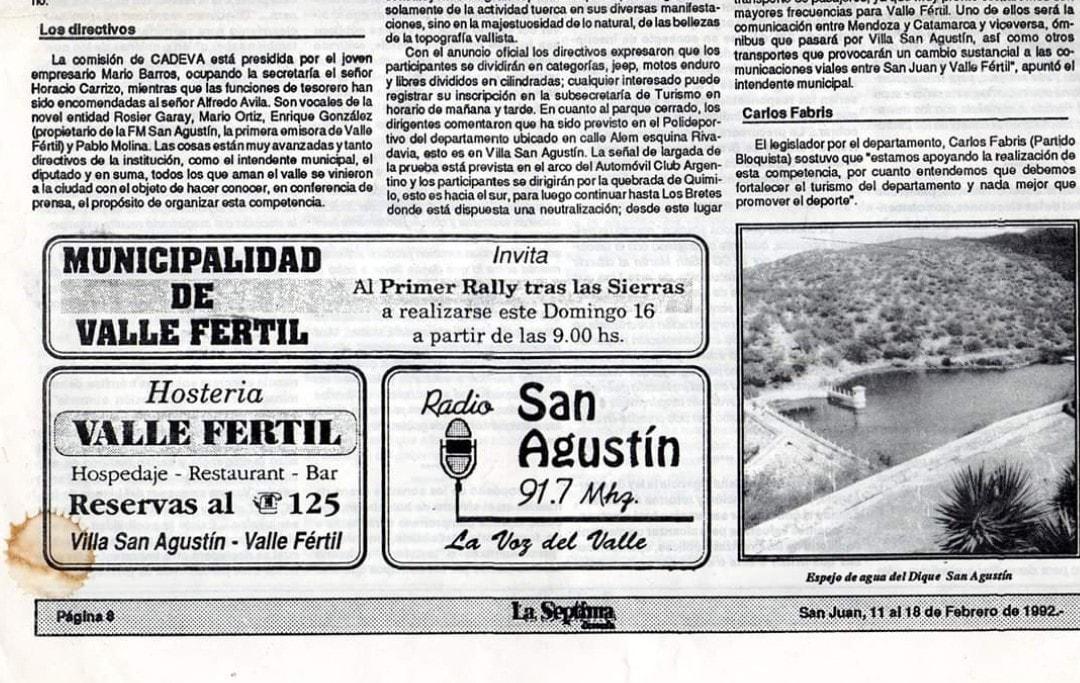 no.
Los directivos
La comisión de CADEVA está presidida por el joven
empresario Mario Barros, ocupando la secretaría el señor
Horacio Carrizo, mientras que las funciones de tesorero han
sido encomendadas al señor Alfredo Avila. Son vocales de la
novel entidad Rosier Garay, Mario Ortiz, Enrique González
(propietario de la FM San Agustín, la primera emisora de Valle
Fértil) y Pablo Molina. Las cosas están muy avanzadas y tanto
directivos de la institución, como el intendente municipal, el
diputado y en suma, todos los que aman el valle se vinieron
a la ciudad con el objeto de hacer conocer, en conferencia de
prensa, el propósito de organizar esta competencia.
solamente de la actividad tuerca en sus diversas manifesta-
ciones, sino en la majestuosidad de lo natural, de las bellezas
de la topografía vallista.
Con el anuncio oficial los directivos expresaron que los
participantes se dividirán en categorías, jeep, motos enduro
y libres divididos en cilindradas; cualquier interesado puede
registrar su inscripción en la subsecretaría de Turismo en
horario de mañana y tarde. En cuanto al parque cerrado, los
dirigentes comentaron que ha sido previsto en el Polidepor-
tivo del departamento ubicado en calle Alem esquina Riva-
davia, esto es en Villa San Agustín. La señal de largada de
la prueba está prevista en el arco del Automóvil Club Argen-
tino y los participantes se dirigirán por la quebrada de Quimi-
lo, esto es hacia el sur, para luego continuar hasta Los Bretes
donde está dispuesta una neutralización; desde este lugar
mayores frecuencias para Valle Fértil. Uno de ellos será la
comunicación entre Mendoza y Catamarca y viceversa, óm-
nibus que pasará por Villa San Agustín, así como otros
transportes que provocarán un cambio sustancial a las co-
municaciones viales entre San Juan y Valle Fértil", apuntó el
intendente municipal.
Carlos Fabris
El legislador por el departamento, Carlos Fabris (Partido
Bloquista) sostuvo que "estamos apoyando la realización de
esta competencia, por cuanto entendemos que debemos
fortalecer el turismo del departamento y nada mejor que
promover el deporte".
MUNICIPALIDAD
DE
VALLE FERTIL
Invita
Al Primer Rally tras las Sierras
a realizarse este Domingo 16
a partir de las 9.00 hs.
Hosteria
VALLE FERTIL
Hospedaje - Restaurant - Bar
Reservas al ☎ 125
Villa San Agustín - Valle Fértil
Radio San
Agustín
91.7 Mhz.
La Voz del Valle
Espejo de agua del Dique San Agustín
Página 8
La Septima
San Juan, 11 al 18 de Febrero de 1992.-